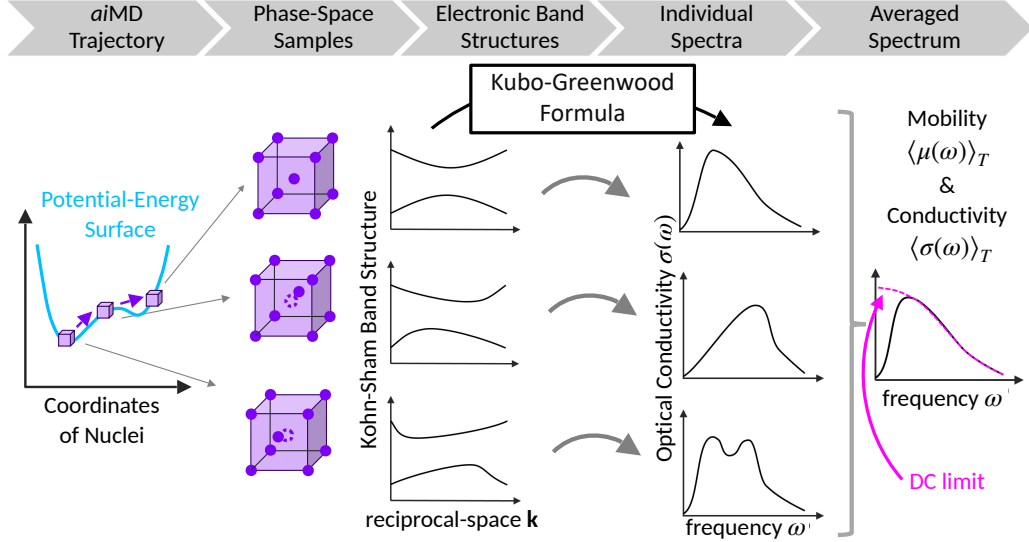 aiMD
Trajectory
Phase-Space
Samples
Electronic Band
Structures
Individual
Spectra
Averaged
Spectrum
Kubo-Greenwood
Formula
Potential-Energy
Surface
Coordinates
of Nuclei
Kohn-Sham Band Structure
reciprocal-space k
Optical Conductivity σ(ω)
frequency ω
Mobility
⟨μ(ω)⟩T
&
Conductivity
⟨σ(ω)⟩T
frequency ω
DC limit